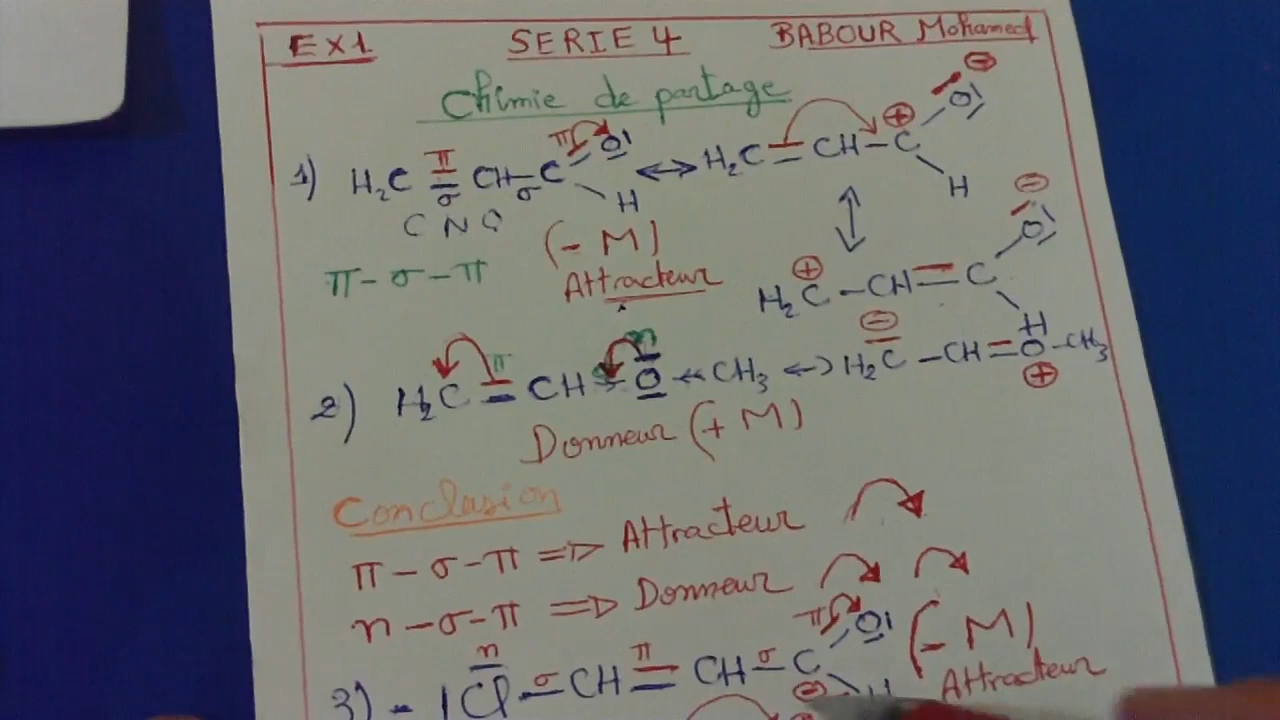 EX1 SERIE 4 BABOUR Mohamed
Chimie de partage
1) H₂C = CH – C = O ↔ H₂C = CH – C⊕ – O ⊖
π σ σ π
H H
C N O
(– M)
π – σ – π
Attracteur
⊕ H₂C – CH = C – O ⊖
H
2) H₂C = CH – O – CH₃ ↔ ⊖ H₂C – CH = O – CH₃ ⊕
π n
Donneur (+ M)
Conclusion
π – σ – π ⇒ Attracteur
n – σ – π ⇒ Donneur
3) – Cl – CH = CH – C = O (– M)
n σ π σ π
⊖ H
Attracteur